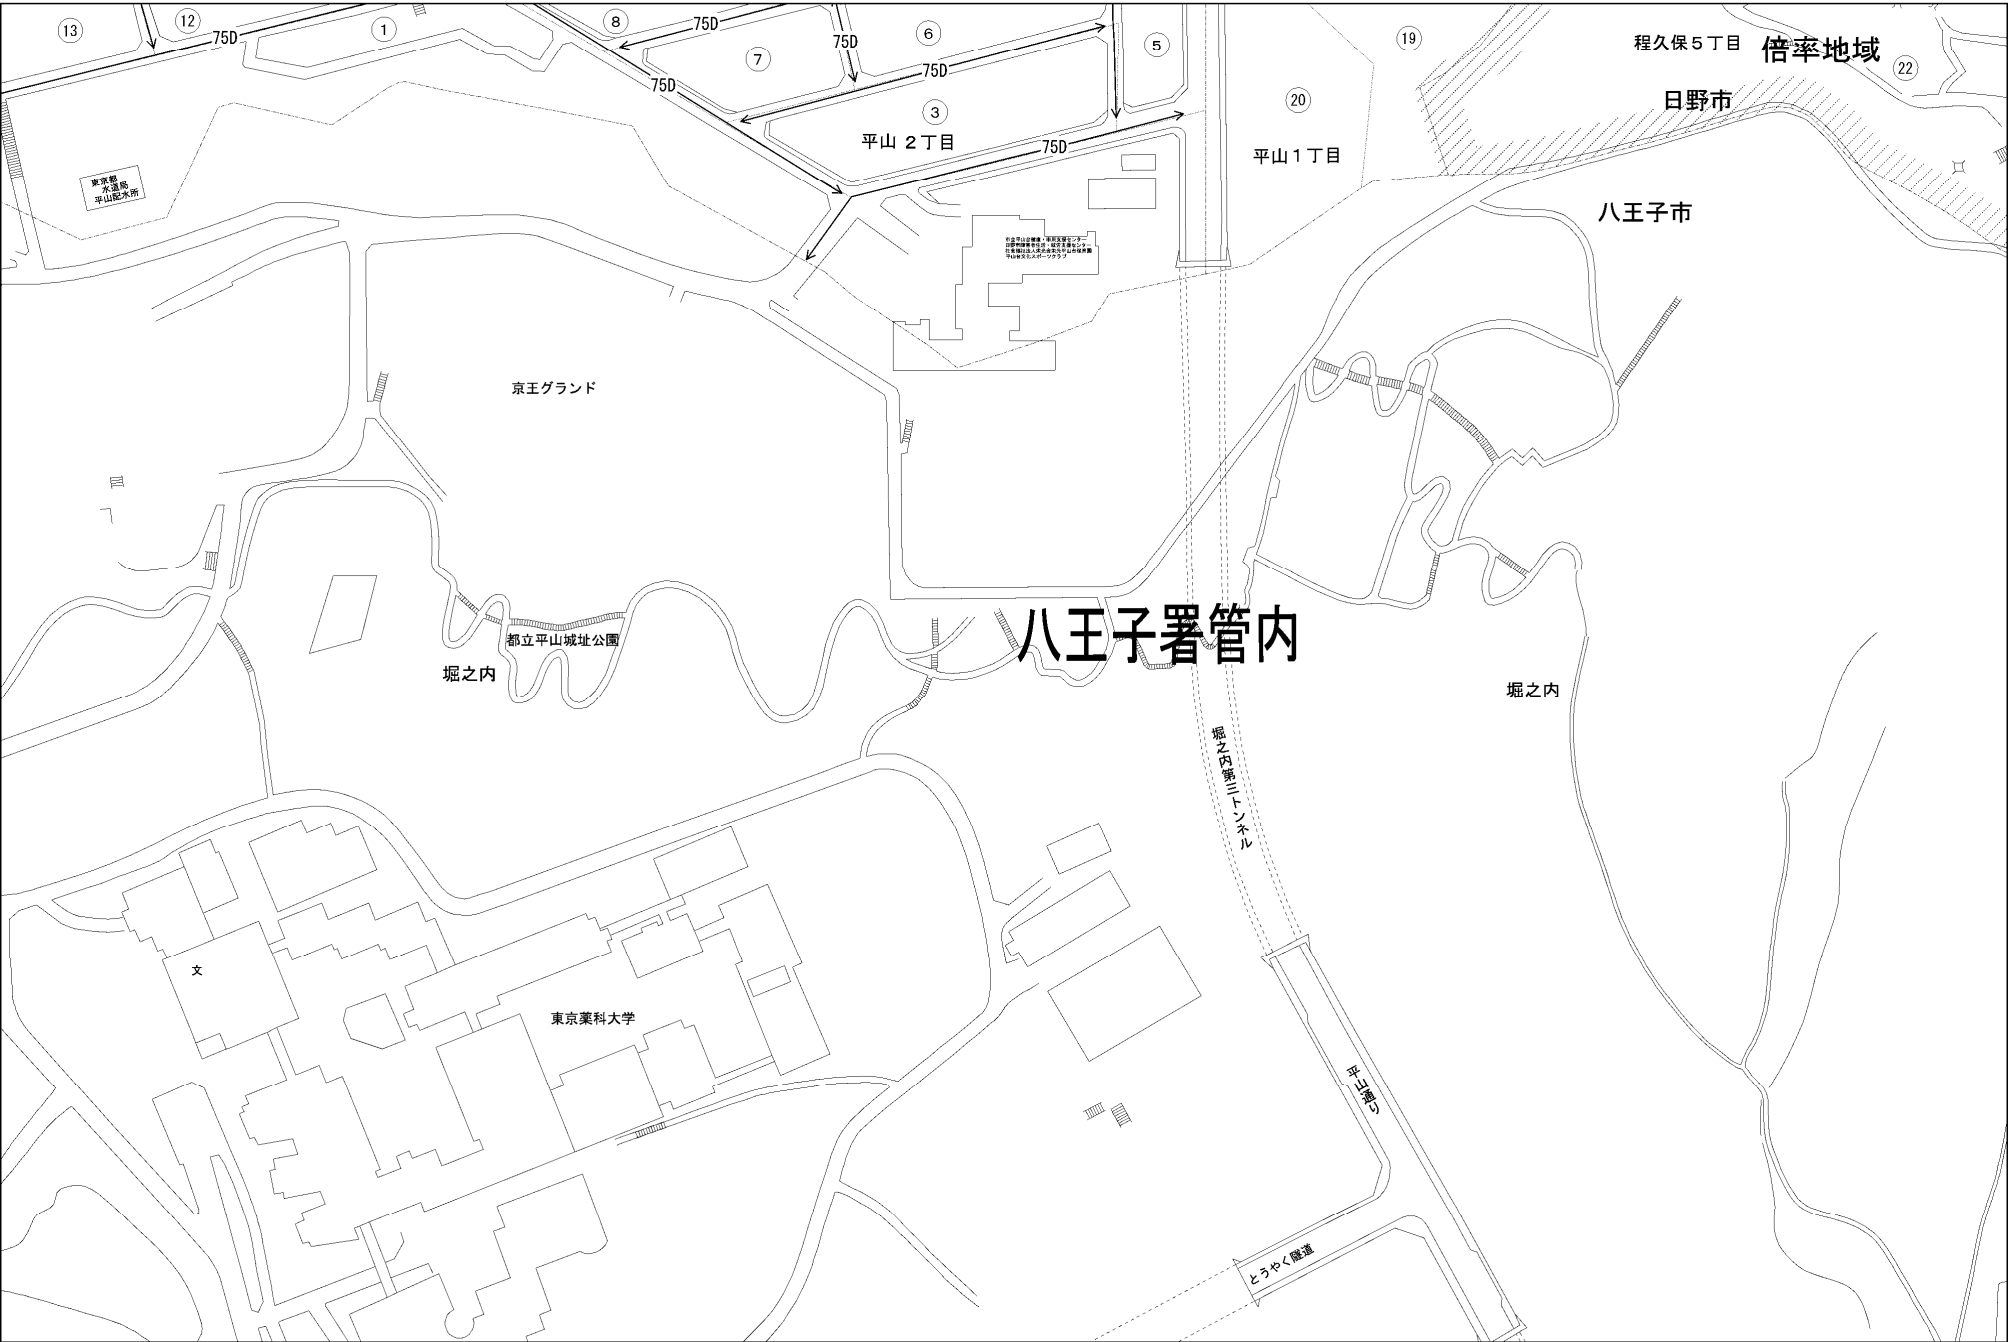 13
12
1
8
7
6
5
3
19
20
22
75D
75D
75D
75D
75D
75D
程久保５丁目
倍率地域
日野市
平山 ２丁目
平山１丁目
八王子市
東京都
水道局
平山配水所
京王グランド
八王子署管内
都立平山城址公園
堀之内
堀之内
堀之内第三トンネル
文
東京薬科大学
平山通り
とうやく隧道